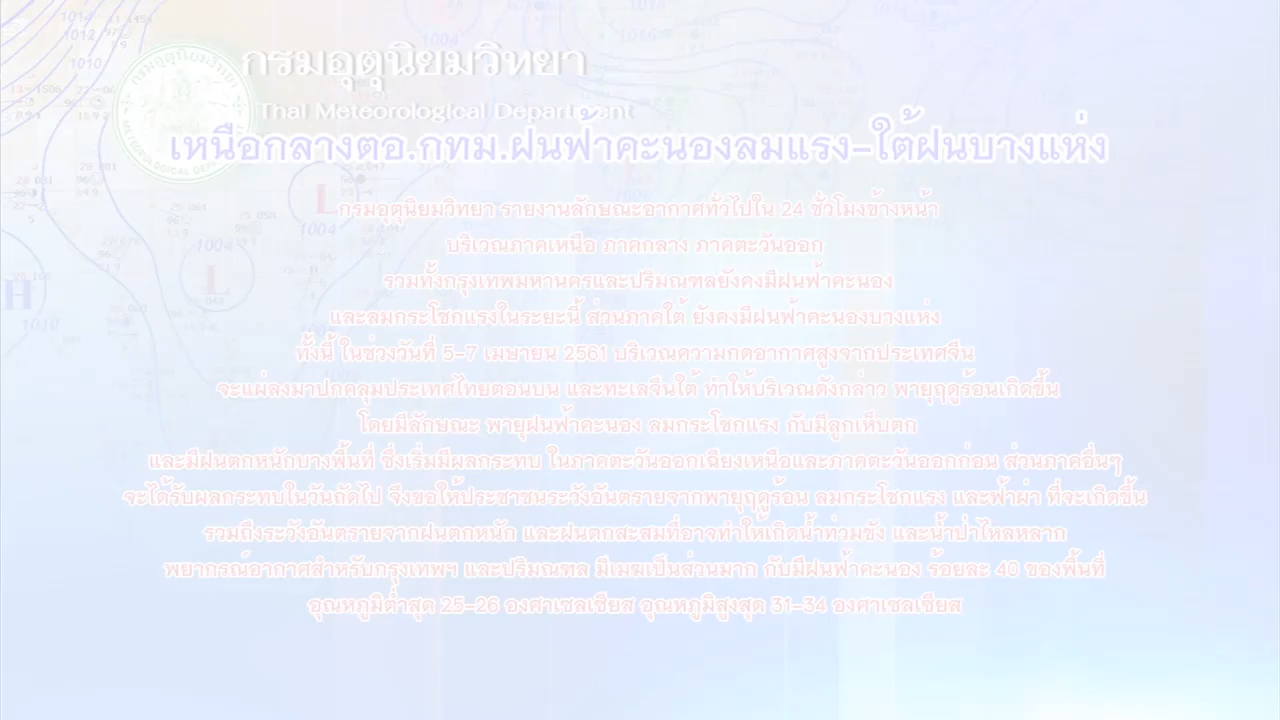 กรมอุตุนิยมวิทยา
Thai Meteorological Department
เหนือกลางตอ.กทม.ฝนฟ้าคะนองลมแรง-ใต้ฝนบางแห่ง
กรมอุตุนิยมวิทยา รายงานลักษณะอากาศทั่วไปใน 24 ชั่วโมงข้างหน้า
บริเวณภาคเหนือ ภาคกลาง ภาคตะวันออก
รวมทั้งกรุงเทพมหานครและปริมณฑลยังคงมีฝนฟ้าคะนอง
และลมกระโชกแรงในระยะนี้ ส่วนภาคใต้ ยังคงมีฝนฟ้าคะนองบางแห่ง
ทั้งนี้ ในช่วงวันที่ 5-7 เมษายน 2561 บริเวณความกดอากาศสูงจากประเทศจีน
จะแผ่ลงมาปกคลุมประเทศไทยตอนบน และทะเลจีนใต้ ทำให้บริเวณดังกล่าว พายุฤดูร้อนเกิดขึ้น
โดยมีลักษณะ พายุฝนฟ้าคะนอง ลมกระโชกแรง กับมีลูกเห็บตก
และมีฝนตกหนักบางพื้นที่ ซึ่งเริ่มมีผลกระทบ ในภาคตะวันออกเฉียงเหนือและภาคตะวันออกก่อน ส่วนภาคอื่นๆ
จะได้รับผลกระทบในวันถัดไป จึงขอให้ประชาชนระวังอันตรายจากพายุฤดูร้อน ลมกระโชกแรง และฟ้าผ่า ที่จะเกิดขึ้น
รวมถึงระวังอันตรายจากฝนตกหนัก และฝนตกสะสมที่อาจทำให้เกิดน้ำท่วมขัง และน้ำป่าไหลหลาก
พยากรณ์อากาศสำหรับกรุงเทพฯ และปริมณฑล มีเมฆเป็นส่วนมาก กับมีฝนฟ้าคะนอง ร้อยละ 40 ของพื้นที่
อุณหภูมิต่ำสุด 25-26 องศาเซลเซียส อุณหภูมิสูงสุด 31-34 องศาเซลเซียส